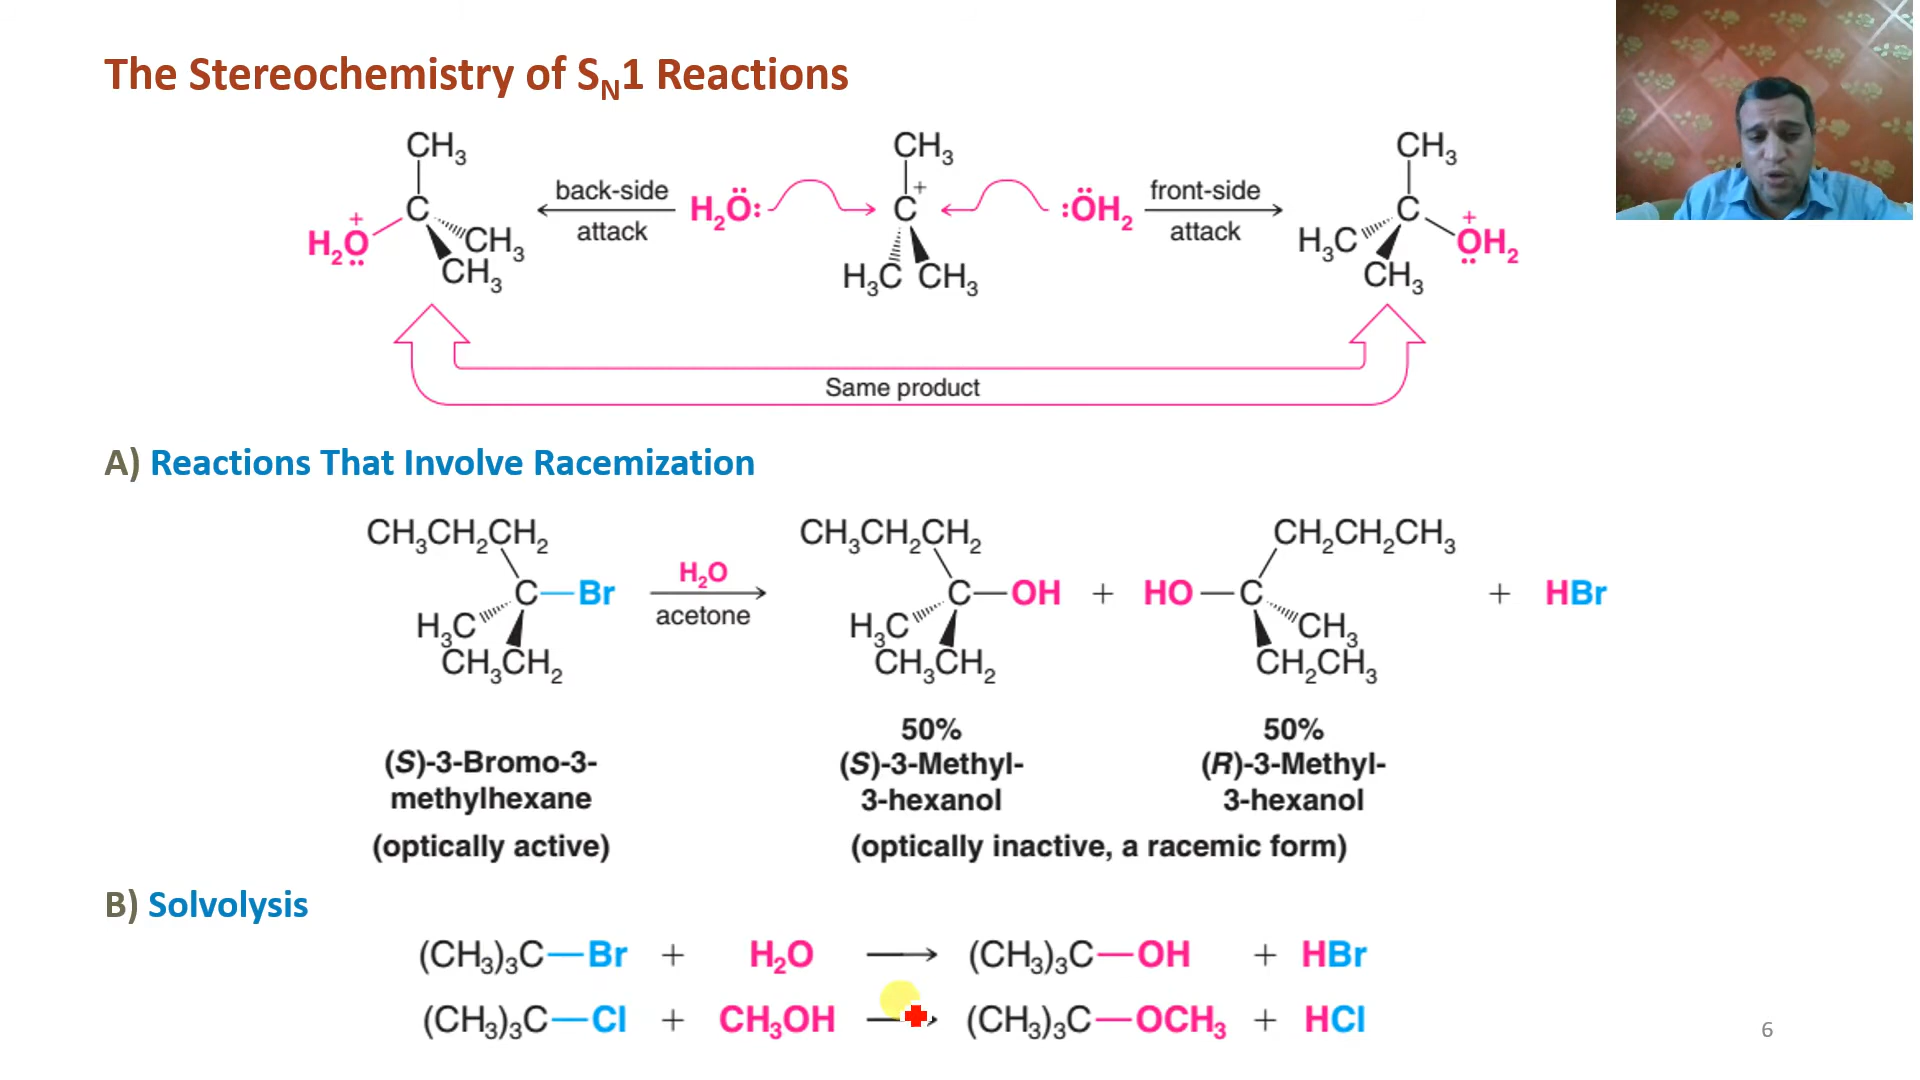 The Stereochemistry of S_N1 Reactions
CH₃ CH₃ CH₃
back-side H₂Ö: C⁺ :ÖH₂ front-side
attack attack
H₂O⁺ C CH₃ CH₃ H₃C CH₃ H₃C C CH₃ ⁺OH₂
Same product
A) Reactions That Involve Racemization
CH₃CH₂CH₂ CH₃CH₂CH₂ CH₂CH₂CH₃
C—Br H₂O C—OH + HO—C + HBr
acetone
H₃C H₃C CH₃
CH₃CH₂ CH₃CH₂ CH₂CH₃
50% 50%
(S)-3-Bromo-3- (S)-3-Methyl- (R)-3-Methyl-
methylhexane 3-hexanol 3-hexanol
(optically active) (optically inactive, a racemic form)
B) Solvolysis
(CH₃)₃C—Br + H₂O → (CH₃)₃C—OH + HBr
(CH₃)₃C—Cl + CH₃OH → (CH₃)₃C—OCH₃ + HCl
6